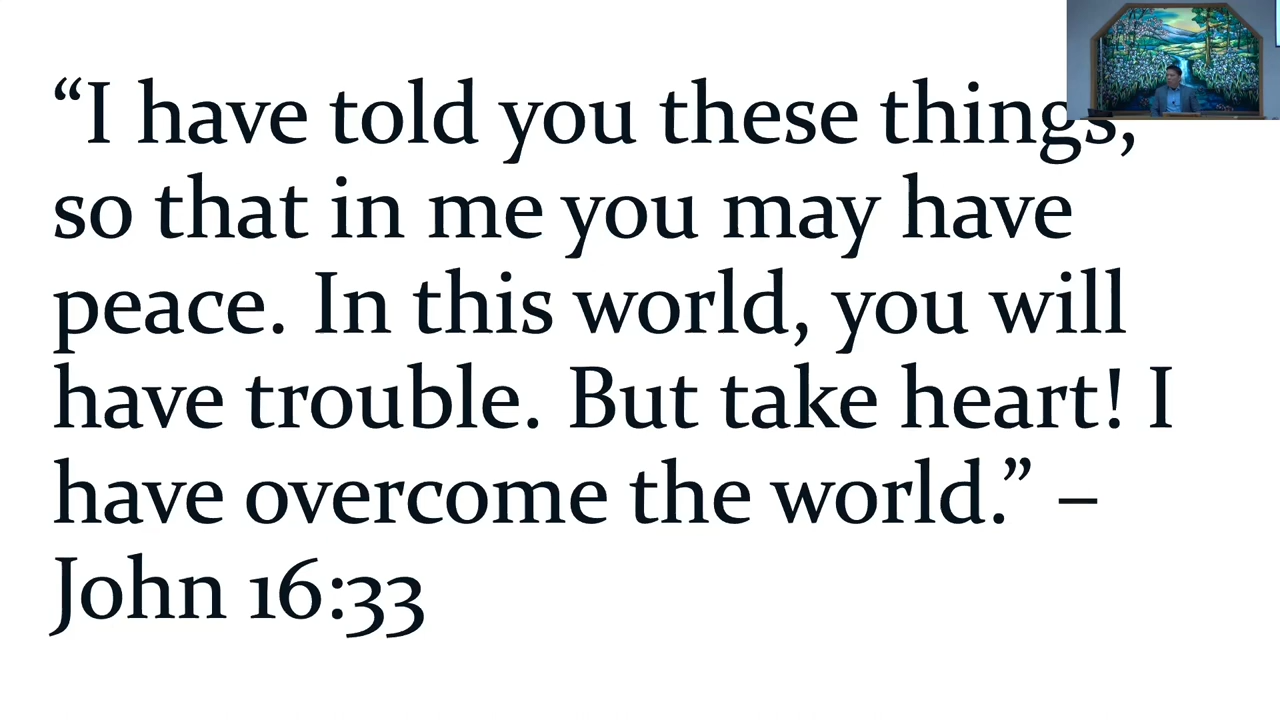 “I have told you these things,
so that in me you may have
peace. In this world, you will
have trouble. But take heart! I
have overcome the world.” –
John 16:33